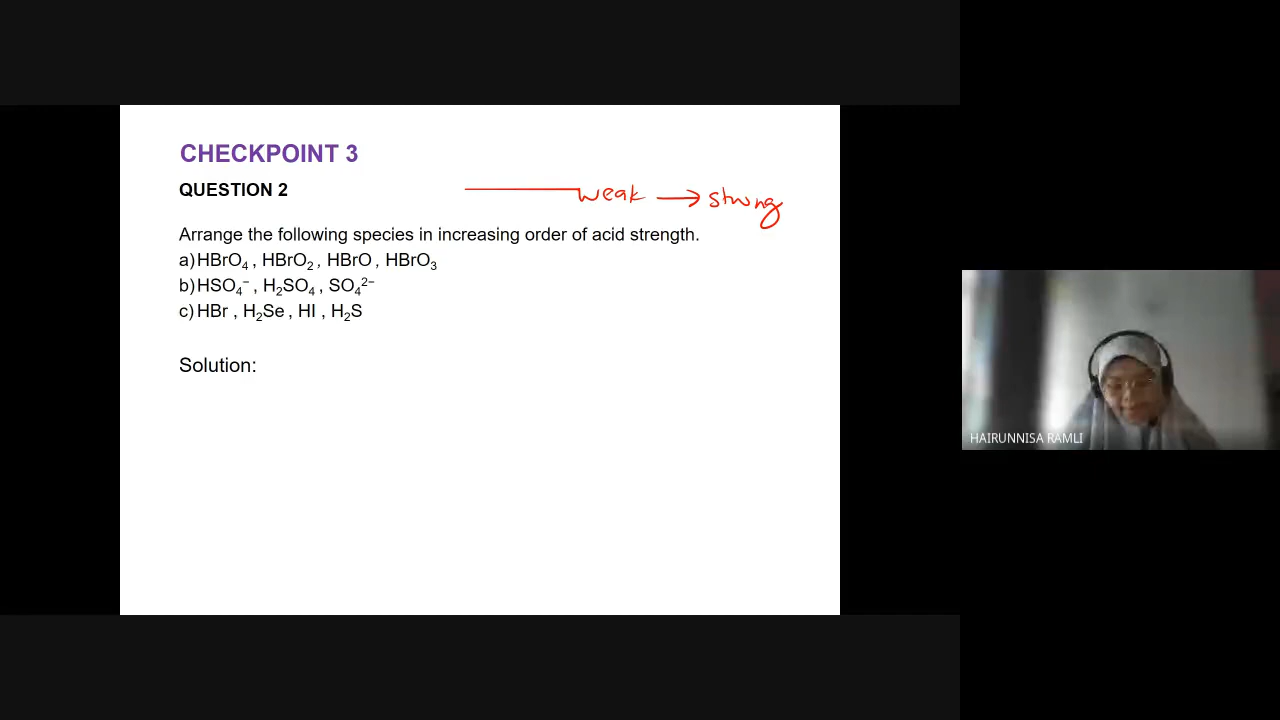 CHECKPOINT 3
QUESTION 2
weak → strong
Arrange the following species in increasing order of acid strength.
a) HBrO₄ , HBrO₂ , HBrO , HBrO₃
b) HSO₄⁻ , H₂SO₄ , SO₄²⁻
c) HBr , H₂Se , HI , H₂S
Solution:
HAIRUNNISA RAMLI